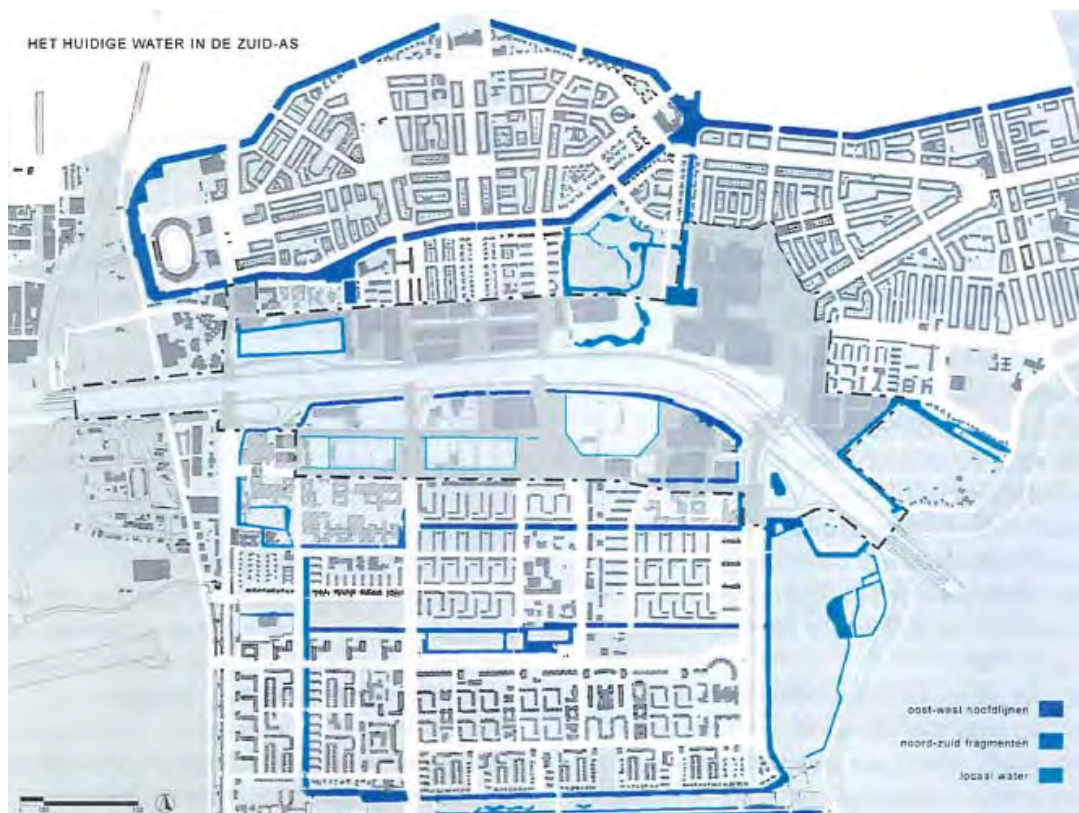 HET HUIDIGE WATER IN DE ZUID-AS
oost-west hoofdlijnen
noord-zuid fragmenten
locaal water